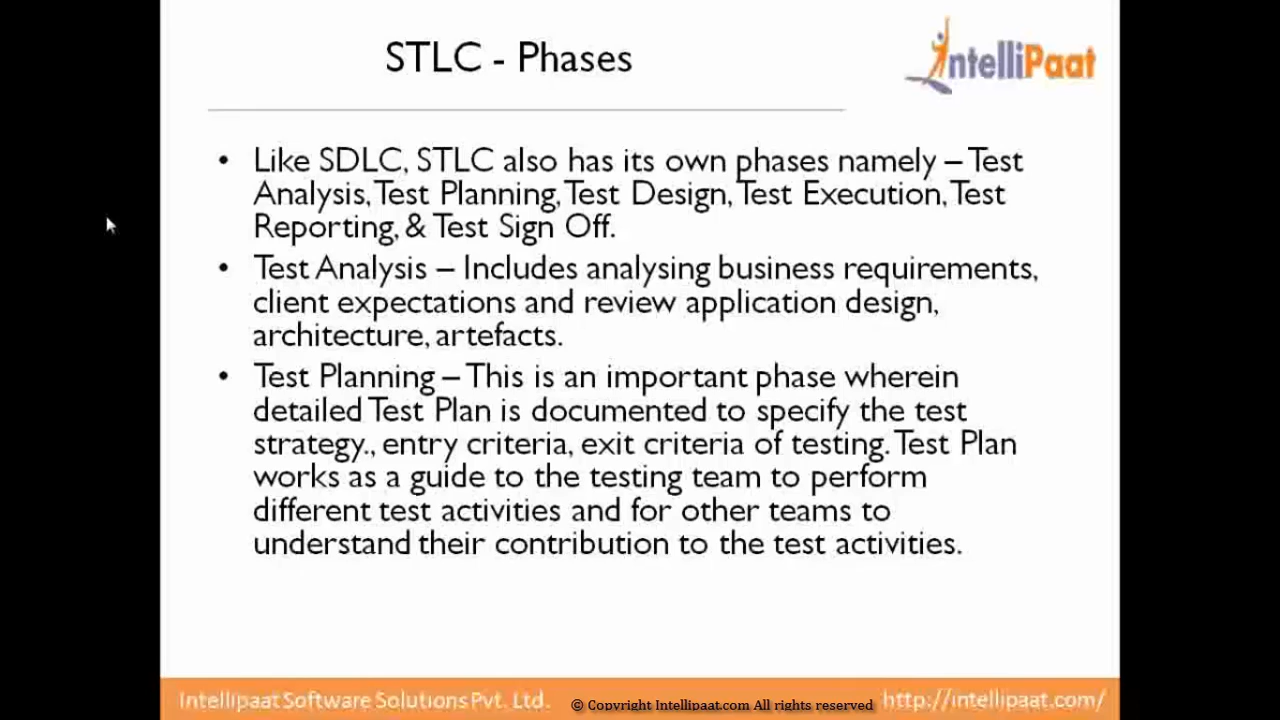 STLC - Phases
IntelliPaat
• Like SDLC, STLC also has its own phases namely – Test
Analysis, Test Planning, Test Design, Test Execution, Test
Reporting, & Test Sign Off.
• Test Analysis – Includes analysing business requirements,
client expectations and review application design,
architecture, artefacts.
• Test Planning – This is an important phase wherein
detailed Test Plan is documented to specify the test
strategy., entry criteria, exit criteria of testing. Test Plan
works as a guide to the testing team to perform
different test activities and for other teams to
understand their contribution to the test activities.
Intellipaat Software Solutions Pvt. Ltd.
© Copyright Intellipaat.com All rights reserved
http://intellipaat.com/